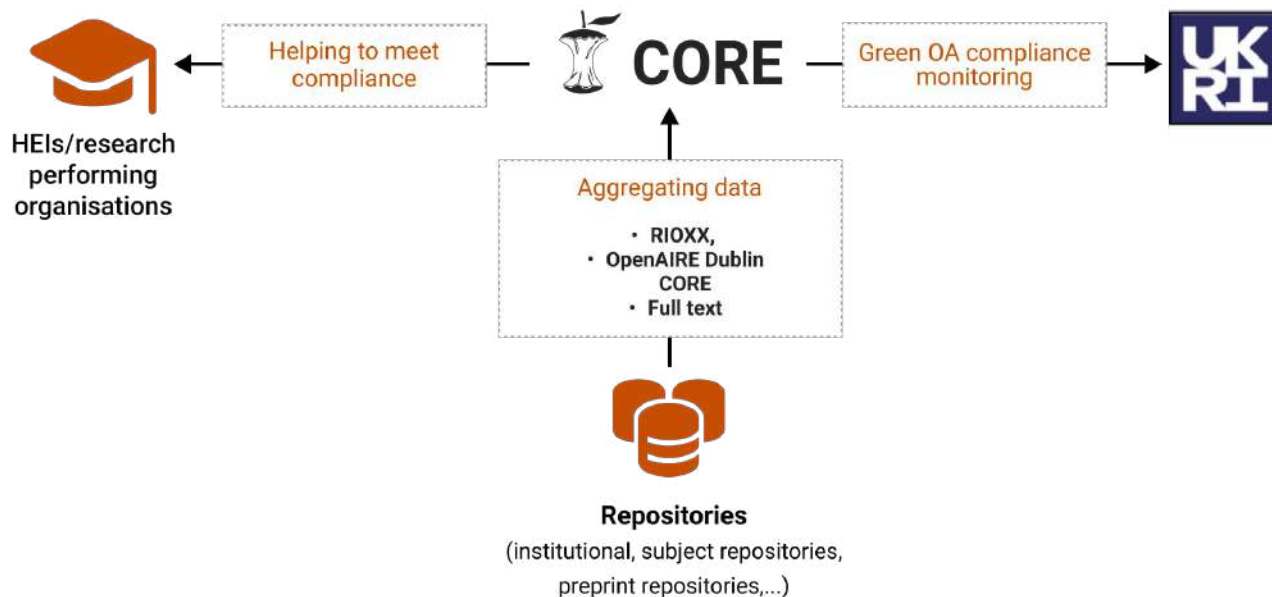 Helping to meet
compliance
CORE
Green OA compliance
monitoring
UK
RI
HEIs/research
performing
organisations
Aggregating data
• RIOXX,
• OpenAIRE Dublin
CORE
• Full text
Repositories
(institutional, subject repositories,
preprint repositories,...)